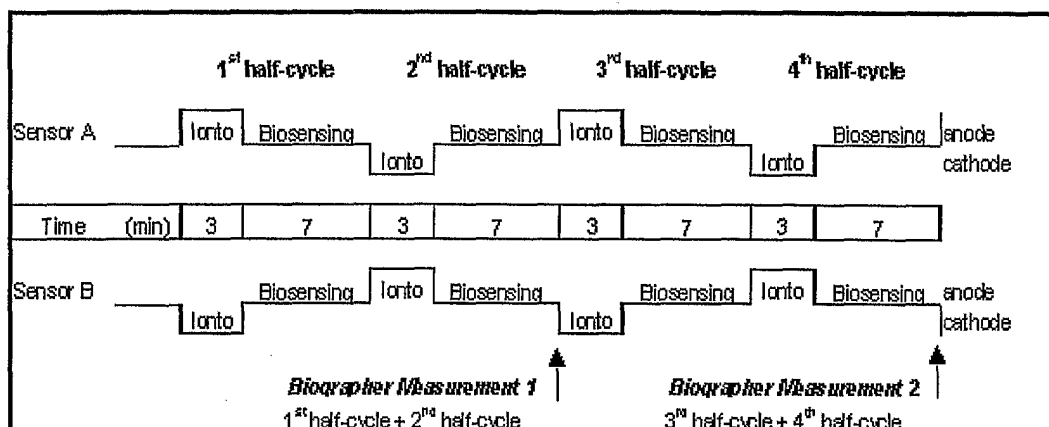 1st half-cycle 2nd half-cycle 3rd half-cycle 4th half-cycle
Sensor A Ionto Biosensing Ionto Biosensing Ionto Biosensing Ionto Biosensing anode
cathode
Time (min) 3 7 3 7 3 7 3 7
Sensor B Ionto Biosensing Ionto Biosensing Ionto Biosensing Ionto Biosensing anode
cathode
Biographer Measurement 1 Biographer Measurement 2
1st half-cycle + 2nd half-cycle 3rd half-cycle + 4th half-cycle